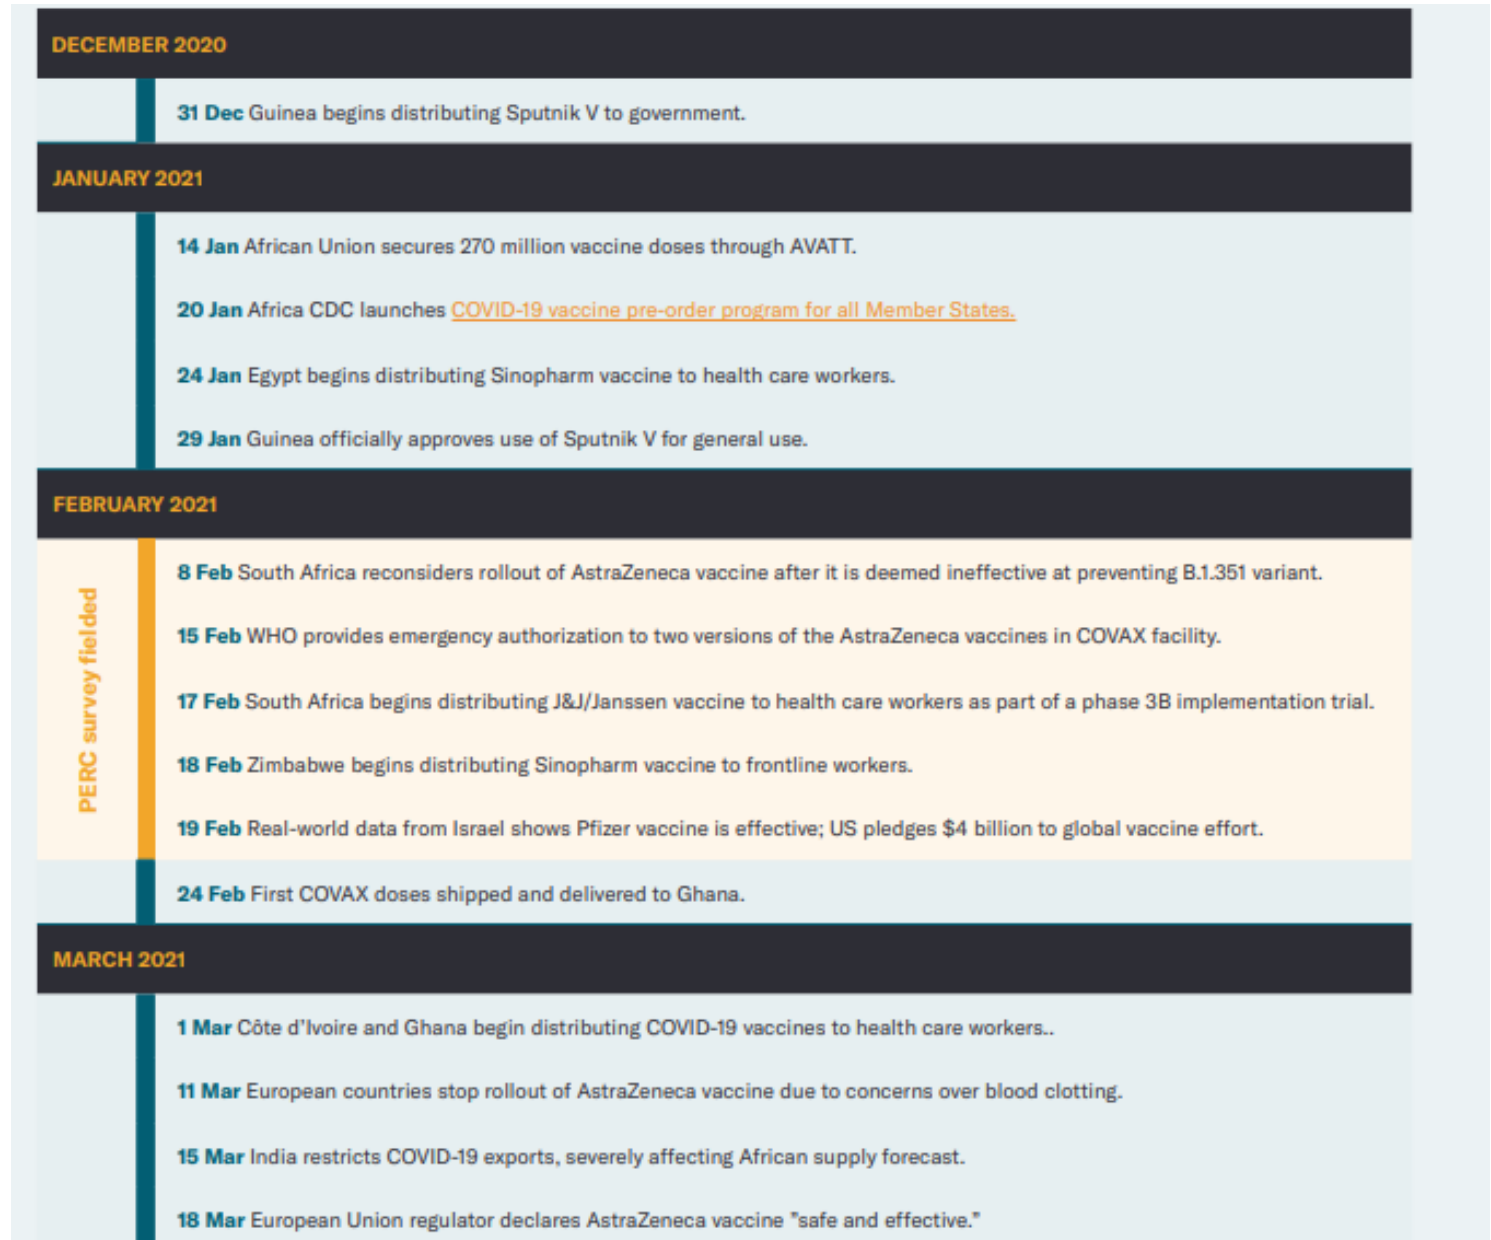 DECEMBER 2020
31 Dec Guinea begins distributing Sputnik V to government.
JANUARY 2021
14 Jan African Union secures 270 million vaccine doses through AVATT.
20 Jan Africa CDC launches COVID-19 vaccine pre-order program for all Member States.
24 Jan Egypt begins distributing Sinopharm vaccine to health care workers.
29 Jan Guinea officially approves use of Sputnik V for general use.
FEBRUARY 2021
PERC survey fielded
8 Feb South Africa reconsiders rollout of AstraZeneca vaccine after it is deemed ineffective at preventing B.1.351 variant.
15 Feb WHO provides emergency authorization to two versions of the AstraZeneca vaccines in COVAX facility.
17 Feb South Africa begins distributing J&J/Janssen vaccine to health care workers as part of a phase 3B implementation trial.
18 Feb Zimbabwe begins distributing Sinopharm vaccine to frontline workers.
19 Feb Real-world data from Israel shows Pfizer vaccine is effective; US pledges $4 billion to global vaccine effort.
24 Feb First COVAX doses shipped and delivered to Ghana.
MARCH 2021
1 Mar Côte d'Ivoire and Ghana begin distributing COVID-19 vaccines to health care workers..
11 Mar European countries stop rollout of AstraZeneca vaccine due to concerns over blood clotting.
15 Mar India restricts COVID-19 exports, severely affecting African supply forecast.
18 Mar European Union regulator declares AstraZeneca vaccine "safe and effective."